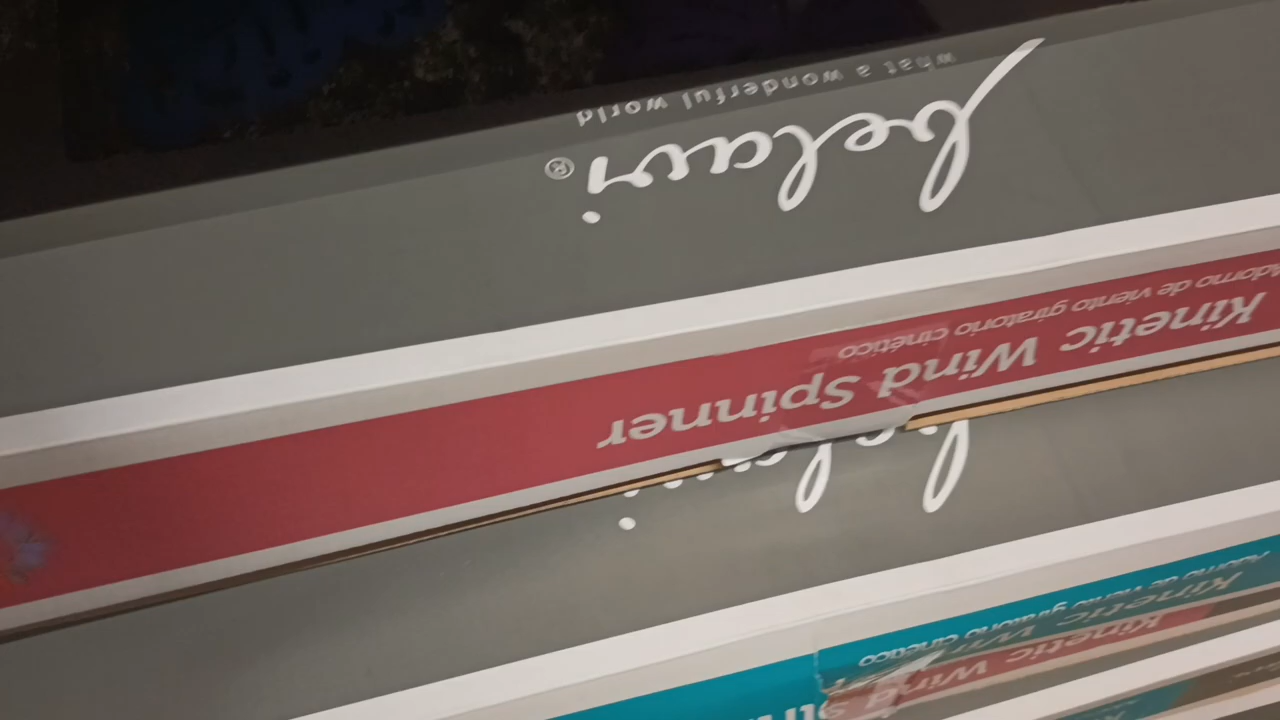 Kinetic Wind
Kinetic Wind
Adorno de viento giratorio cinético
Kinetic Wind Spinner
Adorno de viento giratorio cinético
belair®
what a wonderful world